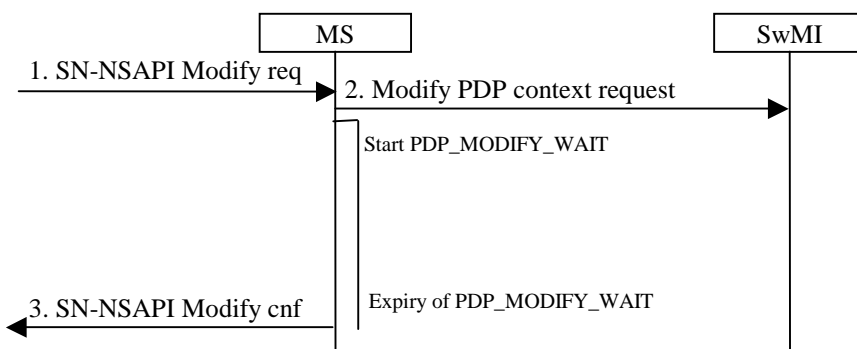 MS
SwMI
1. SN-NSAPI Modify req
2. Modify PDP context request
Start PDP_MODIFY_WAIT
Expiry of PDP_MODIFY_WAIT
3. SN-NSAPI Modify cnf